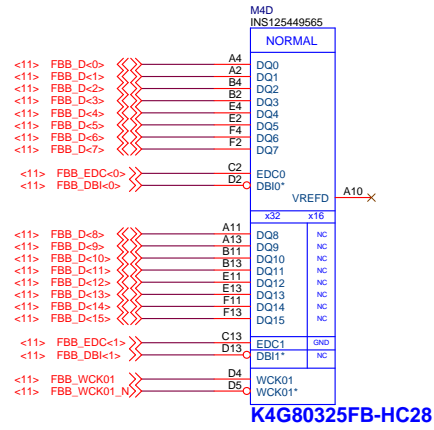 M4D
INS125449565
NORMAL
<11> FBB_D<0> A4 DQ0
<11> FBB_D<1> A2 DQ1
<11> FBB_D<2> B4 DQ2
<11> FBB_D<3> B2 DQ3
<11> FBB_D<4> E4 DQ4
<11> FBB_D<5> E2 DQ5
<11> FBB_D<6> F4 DQ6
<11> FBB_D<7> F2 DQ7
<11> FBB_EDC<0> C2 EDC0
<11> FBB_DBI<0> D2 DBI0*
VREFD A10
x32 x16
<11> FBB_D<8> A11 DQ8 NC
<11> FBB_D<9> A13 DQ9 NC
<11> FBB_D<10> B11 DQ10 NC
<11> FBB_D<11> B13 DQ11 NC
<11> FBB_D<12> E11 DQ12 NC
<11> FBB_D<13> E13 DQ13 NC
<11> FBB_D<14> F11 DQ14 NC
<11> FBB_D<15> F13 DQ15 NC
<11> FBB_EDC<1> C13 EDC1 GND
<11> FBB_DBI<1> D13 DBI1* NC
<11> FBB_WCK01 D4 WCK01
<11> FBB_WCK01_N D5 WCK01*
K4G80325FB-HC28